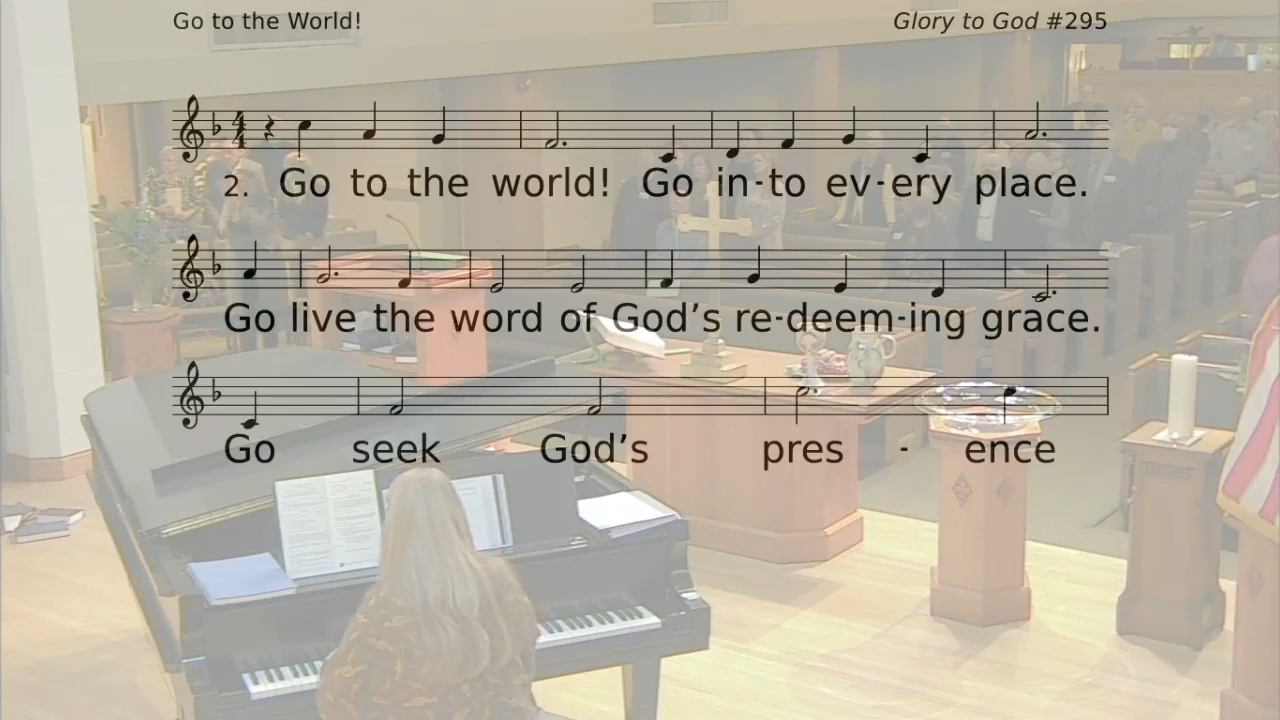 Go to the World!
Glory to God #295
2. Go to the world! Go in-to ev-ery place.
Go live the word of God’s re-deem-ing grace.
Go seek God’s pres - ence